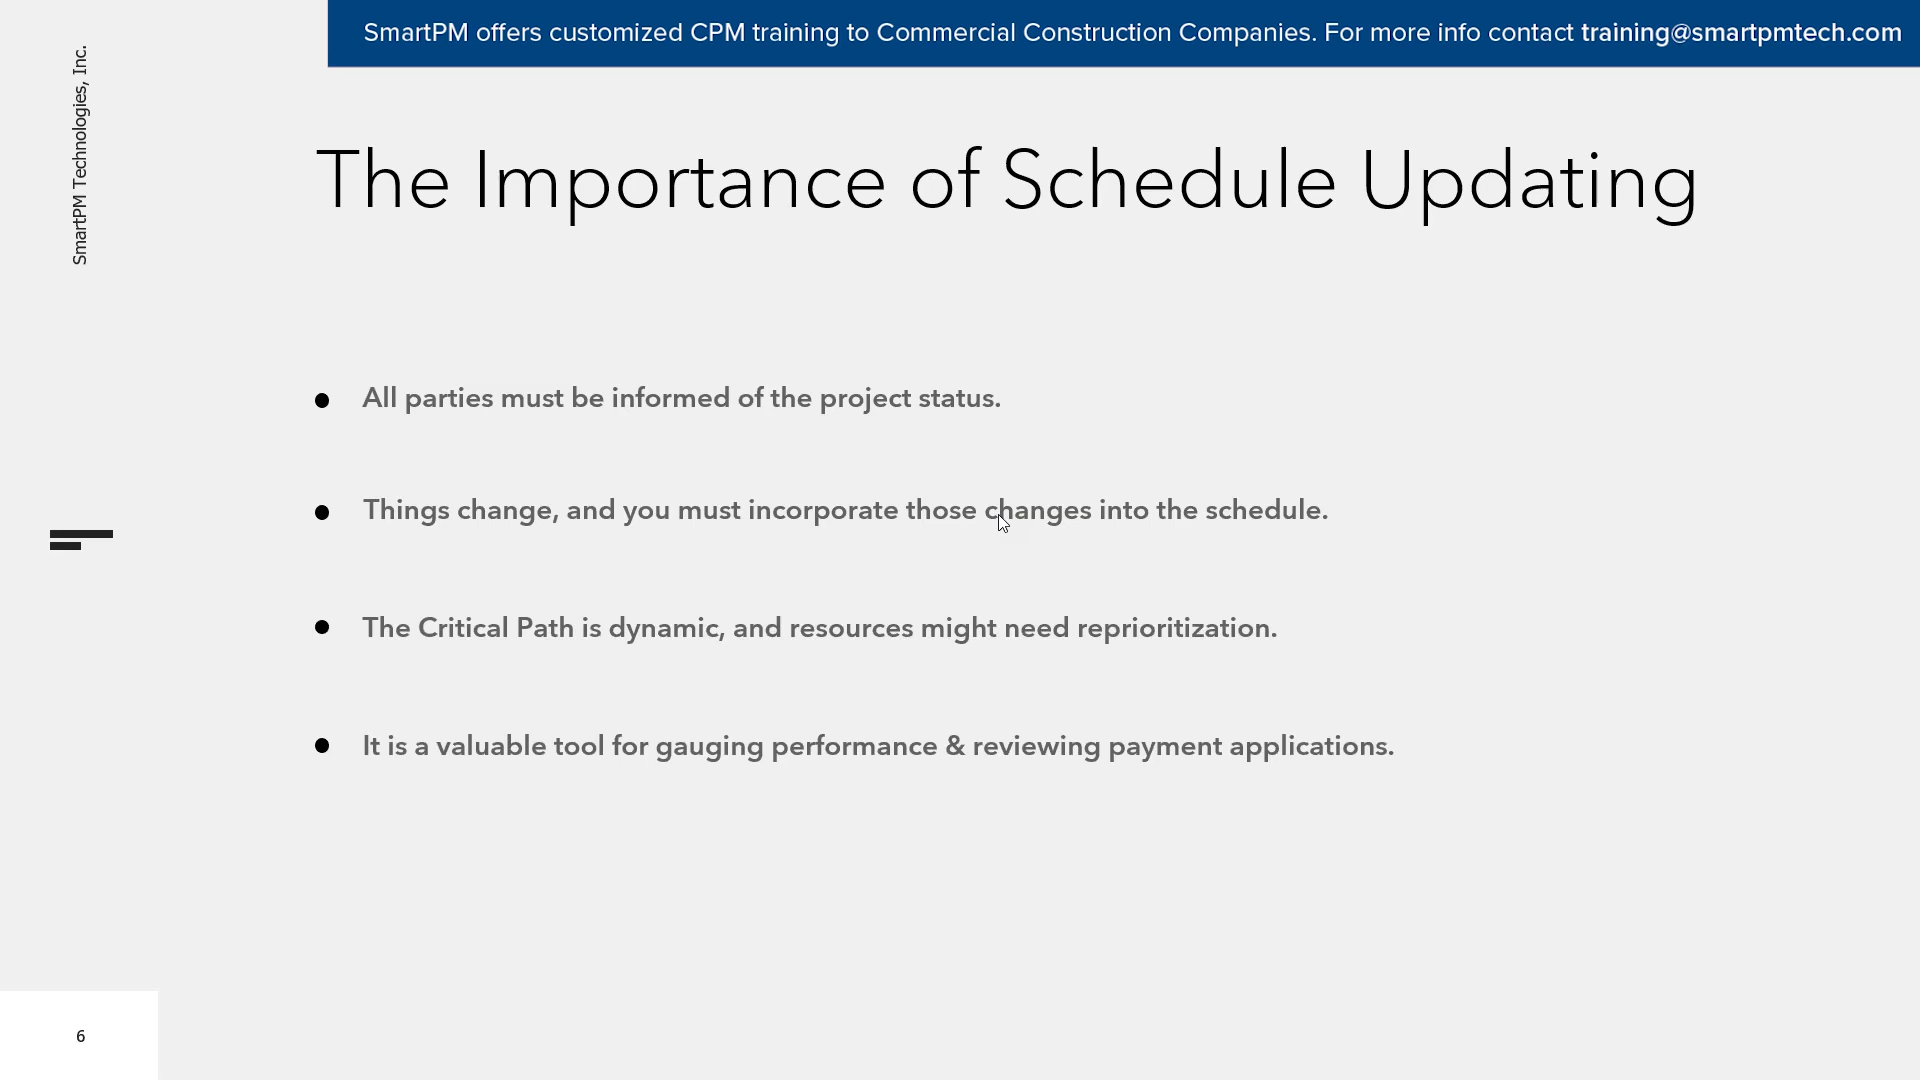 SmartPM offers customized CPM training to Commercial Construction Companies. For more info contact training@smartpmtech.com
SmartPM Technologies, Inc.
The Importance of Schedule Updating
All parties must be informed of the project status.
Things change, and you must incorporate those changes into the schedule.
The Critical Path is dynamic, and resources might need reprioritization.
It is a valuable tool for gauging performance & reviewing payment applications.
6